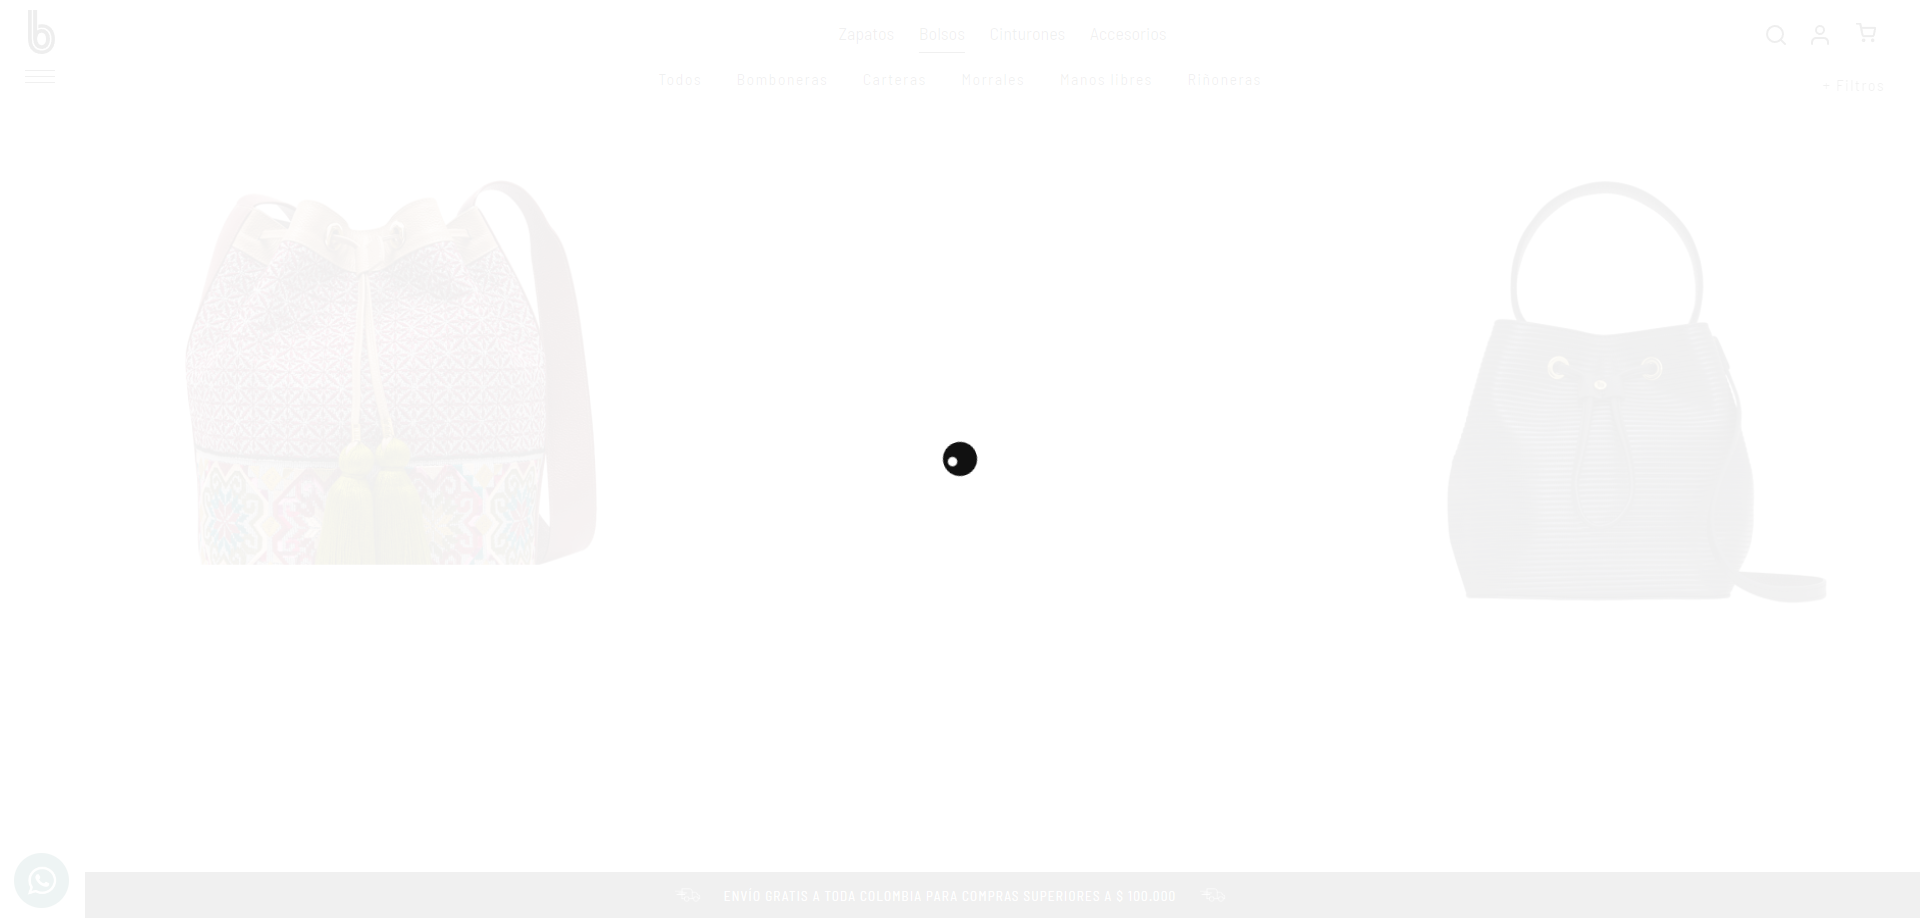 b
Zapatos Bolsos Cinturones Accesorios
Todos Bomboneras Carteras Morrales Manos libres Riñoneras
+ Filtros
ENVÍO GRATIS A TODA COLOMBIA PARA COMPRAS SUPERIORES A $ 100.000